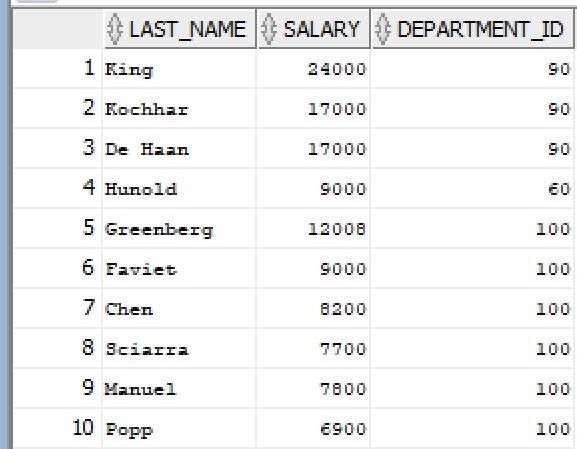 LAST_NAME SALARY DEPARTMENT_ID
1 King 24000 90
2 Kochhar 17000 90
3 De Haan 17000 90
4 Hunold 9000 60
5 Greenberg 12008 100
6 Faviet 9000 100
7 Chen 8200 100
8 Sciarra 7700 100
9 Manuel 7800 100
10 Popp 6900 100